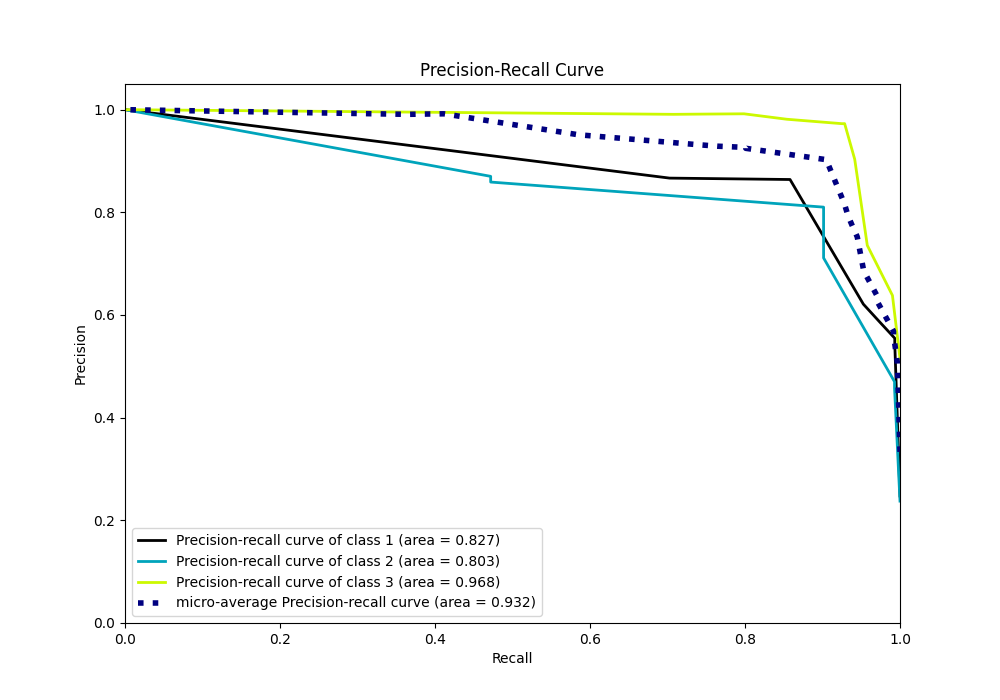 Precision-Recall Curve
1.0
0.8
0.6
0.4
0.2
0.0
Precision
Precision-recall curve of class 1 (area = 0.827)
Precision-recall curve of class 2 (area = 0.803)
Precision-recall curve of class 3 (area = 0.968)
micro-average Precision-recall curve (area = 0.932)
0.0 0.2 0.4 0.6 0.8 1.0
Recall